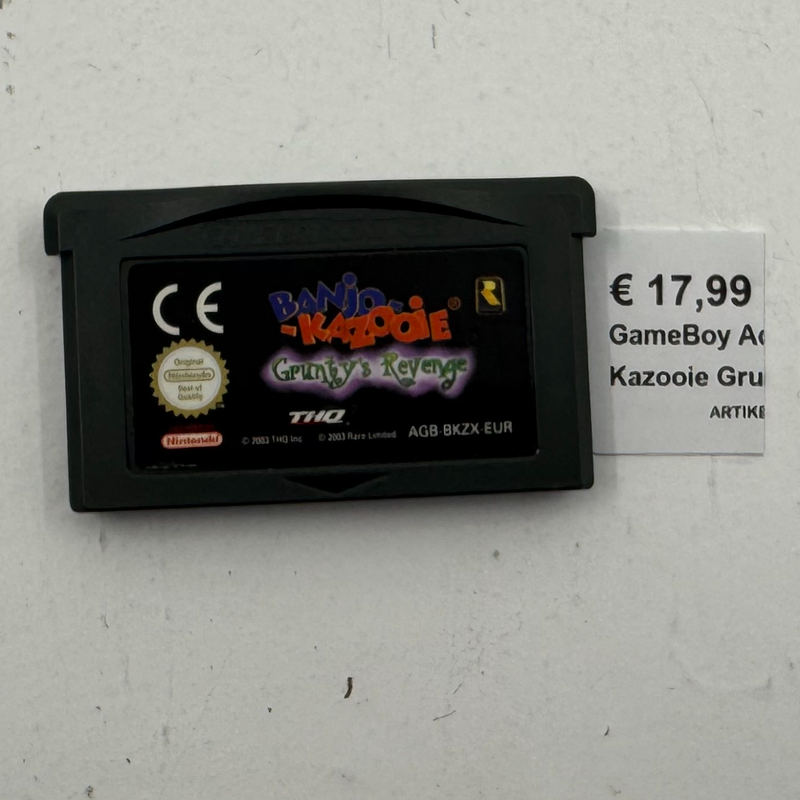 CE
BANJO-
-KAZOOIE®
R
Grunty's Revenge
Original
Nintendo
Seal of
Quality
THQ
Nintendo
© 2003 THQ Inc
© 2003 Rare Limited
AGB-BKZX-EUR
€ 17,99
GameBoy Ad
Kazooie Gru
ARTIKE